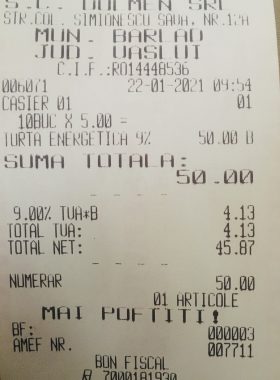 S.C. DOLMEN SRL
STR.COL. SIMIONESCU SAVA, NR.12A
MUN. BARLAD
JUD. VASLUI
C.I.F.:RO14448536
006071 22-01-2021 09:54
CASIER 01 01
10BUC X 5.00 =
TURTA ENERGETICA 9% 50.00 B
SUMA TOTALA:
50.00
- - - -
9.00% TVA*B 4.13
TOTAL TVA: 4.13
TOTAL NET: 45.87
- - - -
NUMERAR 50.00
01 ARTICOLE
MAI POFTITI!
BF: 000003
AMEF NR. 007711
BON FISCAL
7000181930